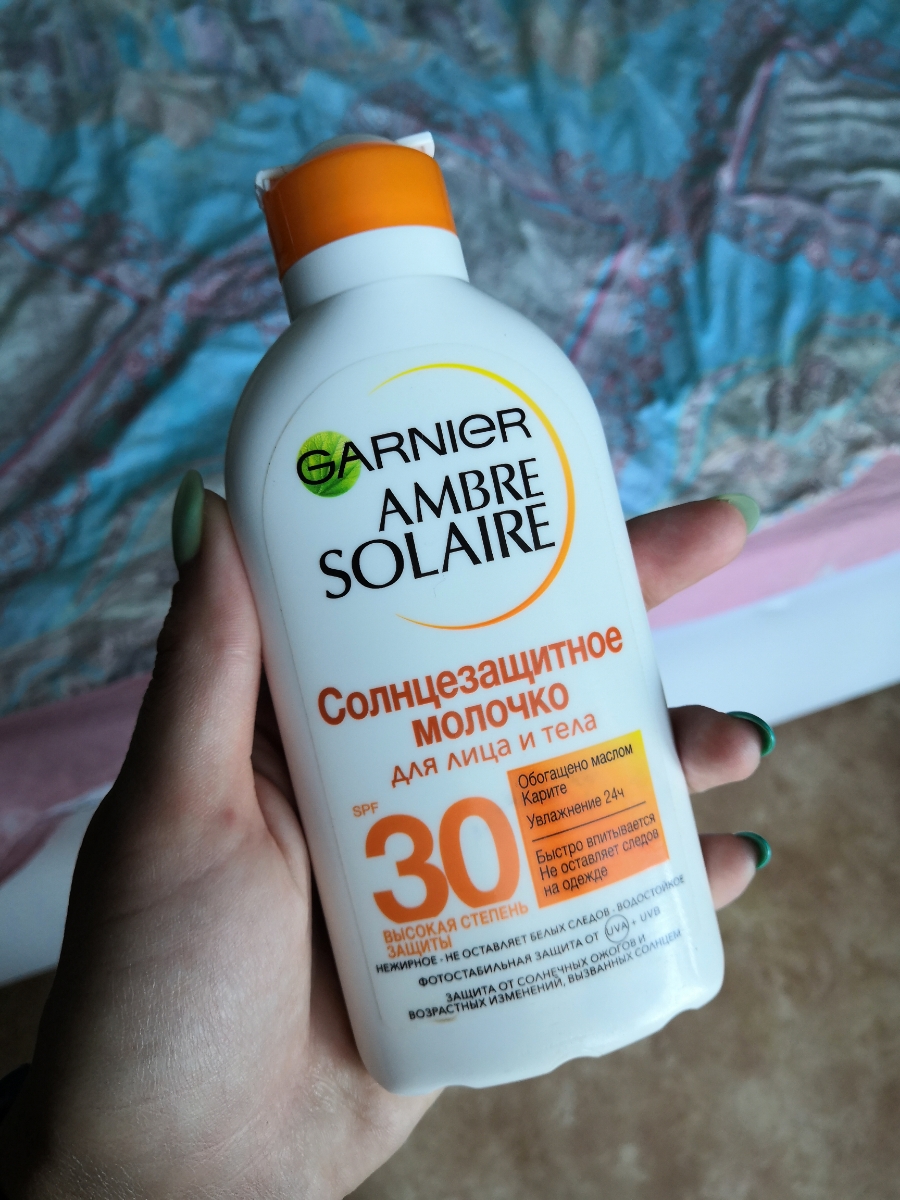 GARNIER
AMBRE
SOLAIRE
Солнцезащитное
молочко
для лица и тела
SPF
30
ВЫСОКАЯ СТЕПЕНЬ
ЗАЩИТЫ
Обогащено маслом
Карите
Увлажнение 24ч
Быстро впитывается
Не оставляет следов
на одежде
НЕЖИРНОЕ - НЕ ОСТАВЛЯЕТ БЕЛЫХ СЛЕДОВ - ВОДОСТОЙКОЕ
ФОТОСТАБИЛЬНАЯ ЗАЩИТА ОТ UVA + UVB
ЗАЩИТА ОТ СОЛНЕЧНЫХ ОЖОГОВ И
ВОЗРАСТНЫХ ИЗМЕНЕНИЙ, ВЫЗВАННЫХ СОЛНЦЕМ